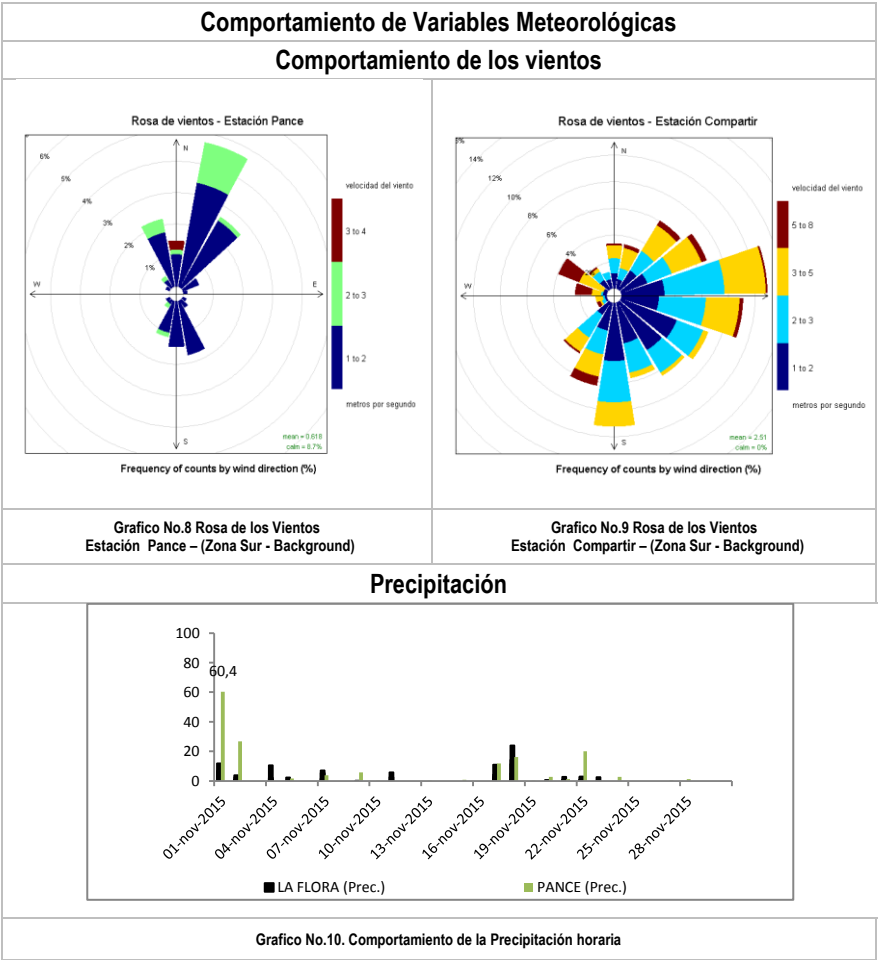 Comportamiento de Variables Meteorológicas
Comportamiento de los vientos
Rosa de vientos - Estación Pance
6%
5%
4%
3%
2%
1%
N
W
E
S
velocidad del viento
3 to 4
2 to 3
1 to 2
metros por segundo
mean = 0.618
calm = 8.7%
Frequency of counts by wind direction (%)
Rosa de vientos - Estación Compartir
14%
12%
10%
8%
6%
4%
2%
N
W
S
velocidad del viento
5 to 8
3 to 5
2 to 3
1 to 2
metros por segundo
mean = 2.51
calm = 0%
Frequency of counts by wind direction (%)
Grafico No.8 Rosa de los Vientos
Estación Pance – (Zona Sur - Background)
Grafico No.9 Rosa de los Vientos
Estación Compartir – (Zona Sur - Background)
Precipitación
100
80
60,4
60
40
20
0
01-nov-2015
04-nov-2015
07-nov-2015
10-nov-2015
13-nov-2015
16-nov-2015
19-nov-2015
22-nov-2015
25-nov-2015
28-nov-2015
LA FLORA (Prec.)
PANCE (Prec.)
Grafico No.10. Comportamiento de la Precipitación horaria